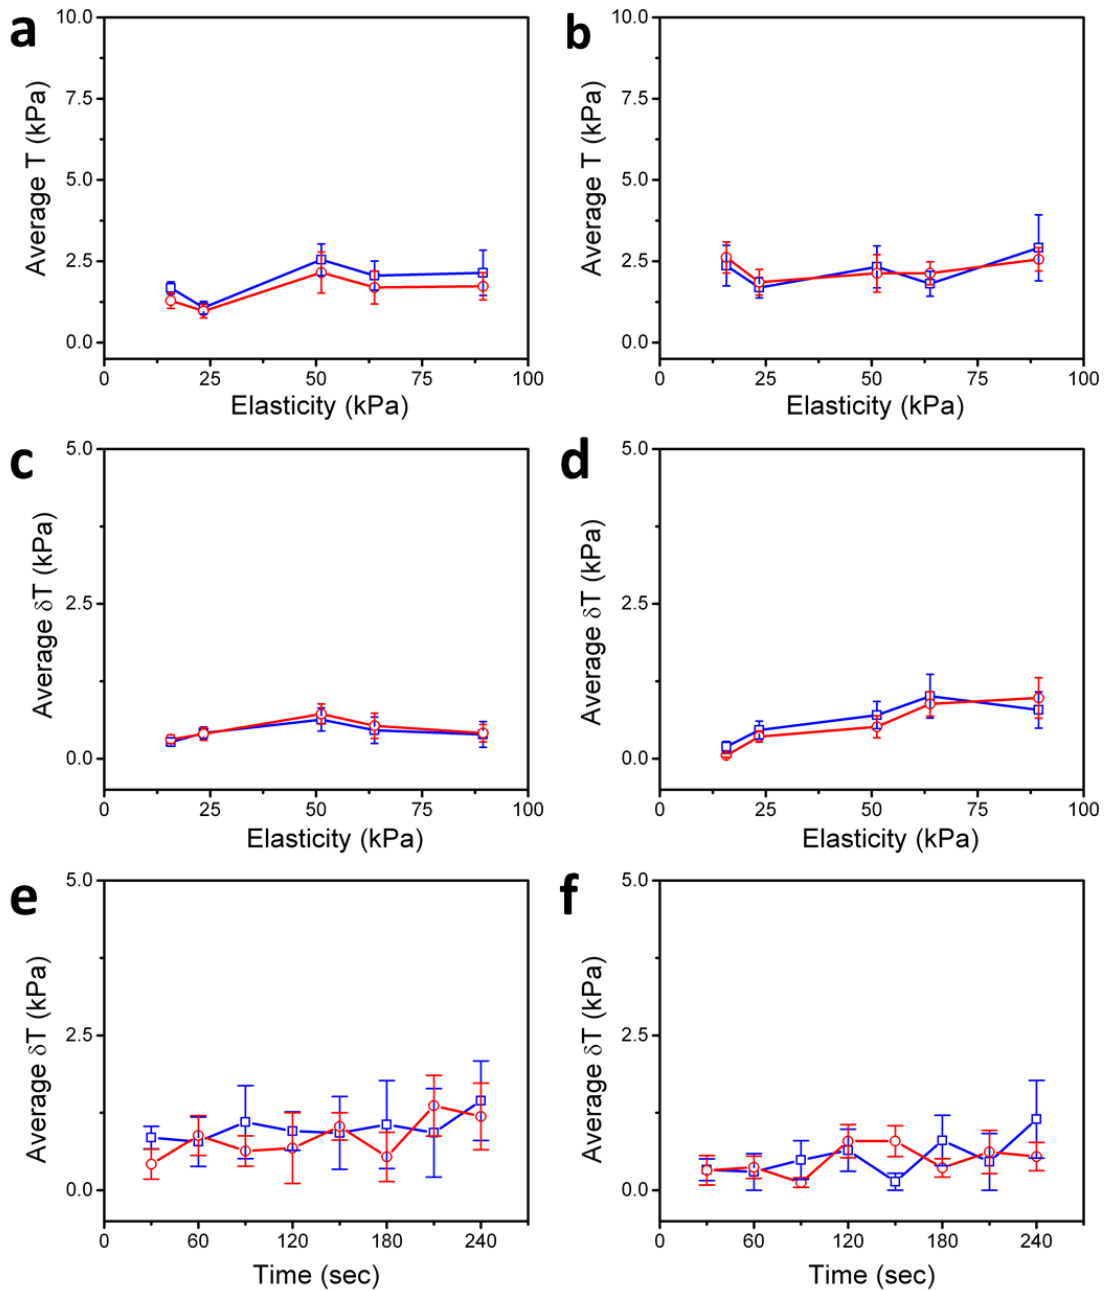 a
Average T (kPa)
10.0
7.5
5.0
2.5
0.0
0 25 50 75 100
Elasticity (kPa)
b
Average T (kPa)
10.0
7.5
5.0
2.5
0.0
0 25 50 75 100
Elasticity (kPa)
c
Average δT (kPa)
5.0
2.5
0.0
0 25 50 75 100
Elasticity (kPa)
d
Average δT (kPa)
5.0
2.5
0.0
0 25 50 75 100
Elasticity (kPa)
e
Average δT (kPa)
5.0
2.5
0.0
0 60 120 180 240
Time (sec)
f
Average δT (kPa)
5.0
2.5
0.0
0 60 120 180 240
Time (sec)